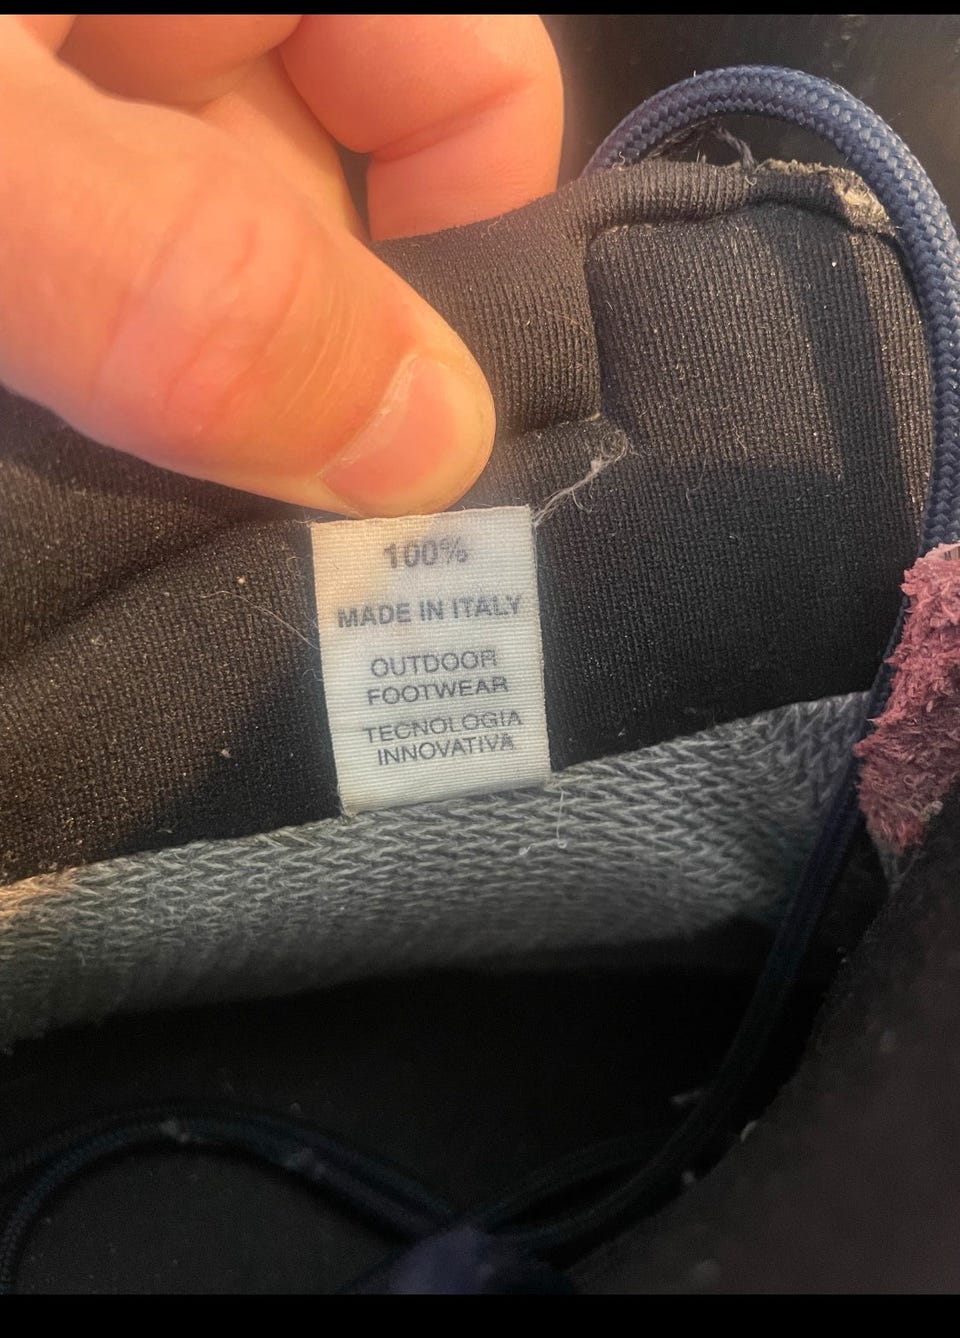 100%
MADE IN ITALY
OUTDOOR
FOOTWEAR
TECNOLOGIA
INNOVATIVA